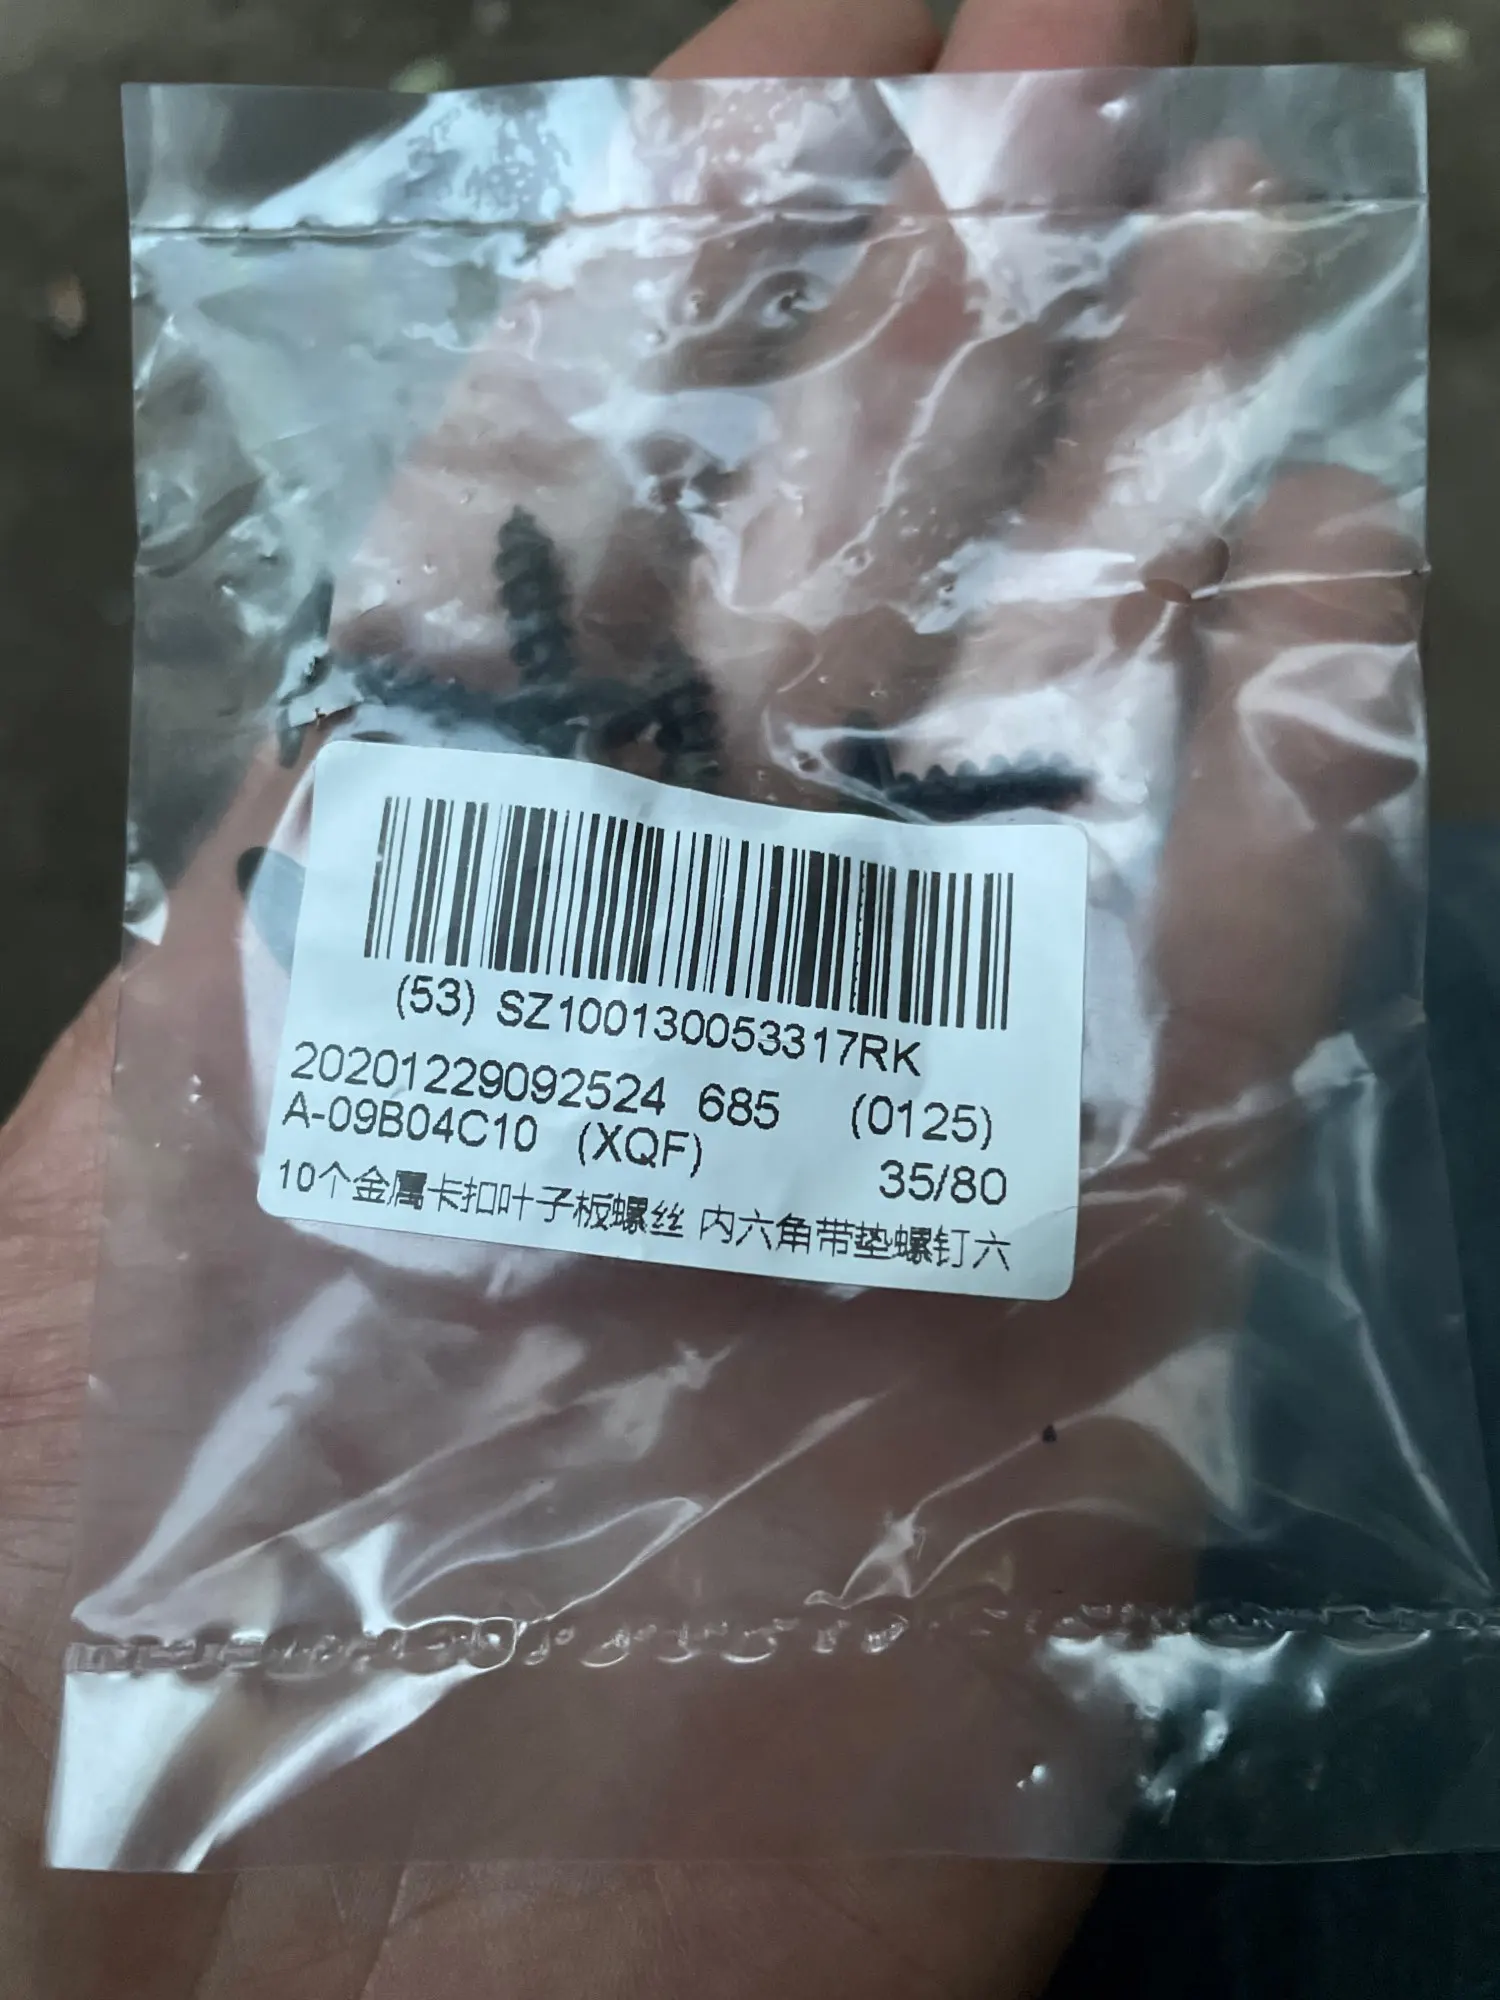 (53) SZ100130053317RK
20201229092524 685 (0125)
A-09B04C10 (XQF) 35/80
10个金属卡扣叶子板螺丝 内六角带垫螺钉六